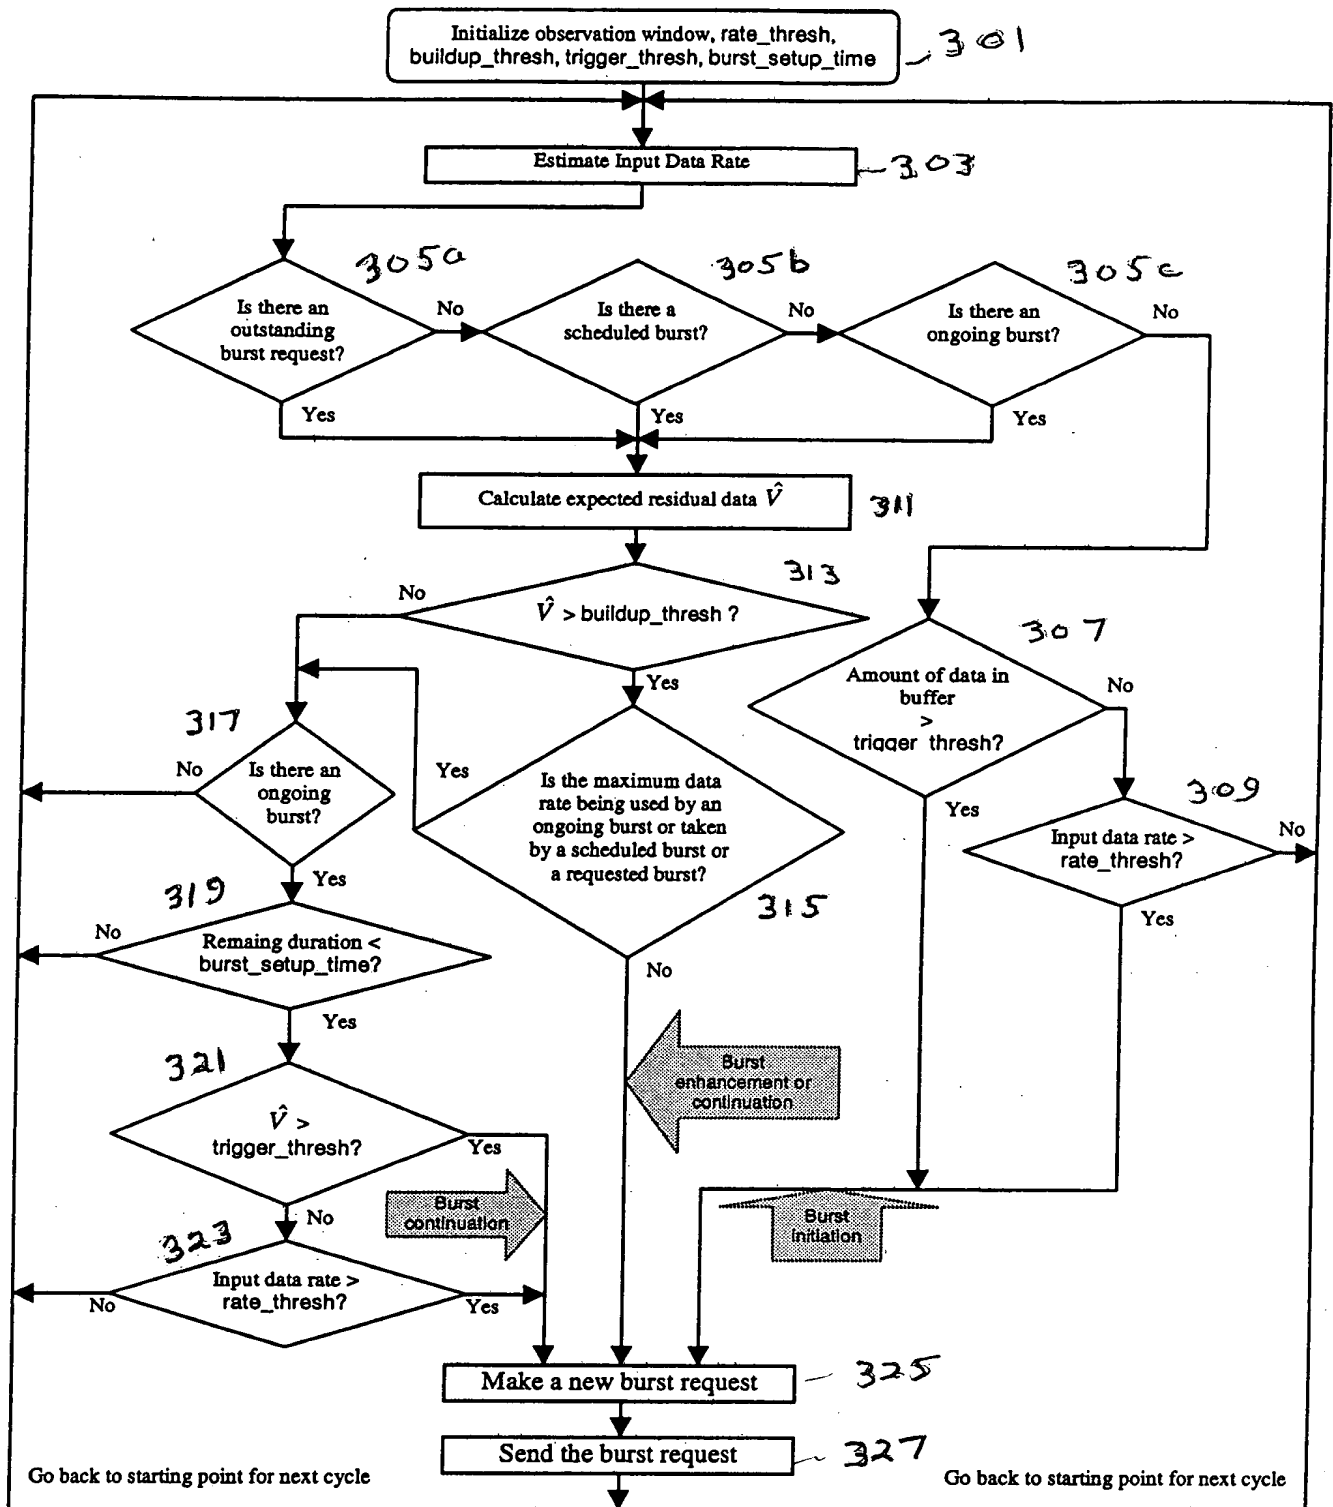 Initialize observation window, rate_thresh,
buildup_thresh, trigger_thresh, burst_setup_time
301
Estimate Input Data Rate
303
305a
305b
305c
Is there an
outstanding
burst request?
No
Is there a
scheduled burst?
No
Is there an
ongoing burst?
No
Yes
Yes
Yes
Calculate expected residual data V̂
311
313
No
V̂ > buildup_thresh ?
Yes
307
Amount of data in
buffer
>
trigger_thresh?
No
Yes
317
No
Is there an
ongoing
burst?
Yes
Yes
Is the maximum data
rate being used by an
ongoing burst or taken
by a scheduled burst or
a requested burst?
315
No
309
Input data rate >
rate_thresh?
No
Yes
319
No
Remaing duration <
burst_setup_time?
Yes
321
V̂ >
trigger_thresh?
Yes
No
Burst
enhancement or
continuation
Burst
continuation
Burst
initiation
323
Input data rate >
rate_thresh?
No
Yes
Make a new burst request
325
Send the burst request
327
Go back to starting point for next cycle
Go back to starting point for next cycle